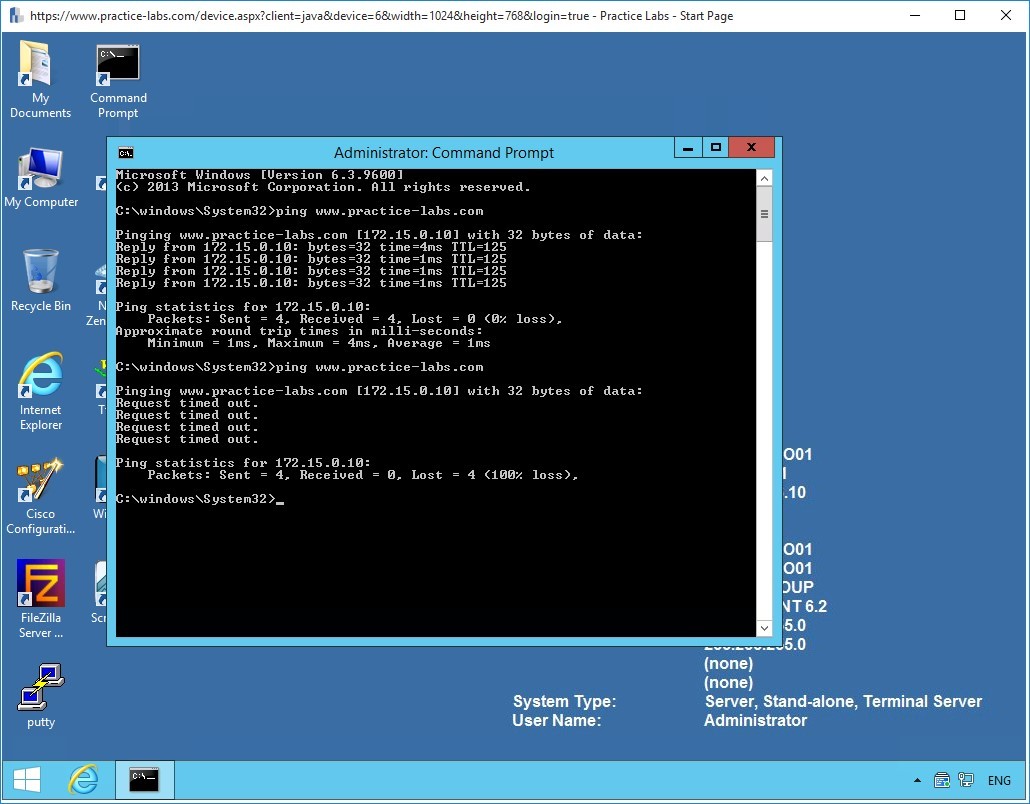 https://www.practice-labs.com/device.aspx?client=java&device=6&width=1024&height=768&login=true - Practice Labs - Start Page
My Documents
Command Prompt
My Computer
Recycle Bin
N
Zen
Internet Explorer
T
Cisco Configurati...
Wi
FileZilla Server ...
Scr
putty
Administrator: Command Prompt
C:\.
Microsoft Windows [Version 6.3.9600]
(c) 2013 Microsoft Corporation. All rights reserved.
C:\windows\System32>ping www.practice-labs.com
Pinging www.practice-labs.com [172.15.0.10] with 32 bytes of data:
Reply from 172.15.0.10: bytes=32 time=4ms TTL=125
Reply from 172.15.0.10: bytes=32 time=1ms TTL=125
Reply from 172.15.0.10: bytes=32 time=1ms TTL=125
Reply from 172.15.0.10: bytes=32 time=1ms TTL=125
Ping statistics for 172.15.0.10:
Packets: Sent = 4, Received = 4, Lost = 0 (0% loss),
Approximate round trip times in milli-seconds:
Minimum = 1ms, Maximum = 4ms, Average = 1ms
C:\windows\System32>ping www.practice-labs.com
Pinging www.practice-labs.com [172.15.0.10] with 32 bytes of data:
Request timed out.
Request timed out.
Request timed out.
Request timed out.
Ping statistics for 172.15.0.10:
Packets: Sent = 4, Received = 0, Lost = 4 (100% loss),
C:\windows\System32>_
O01
I
.10
O01
O01
OUP
NT 6.2
5.0
5.0
(none)
(none)
System Type: Server, Stand-alone, Terminal Server
User Name: Administrator
ENG